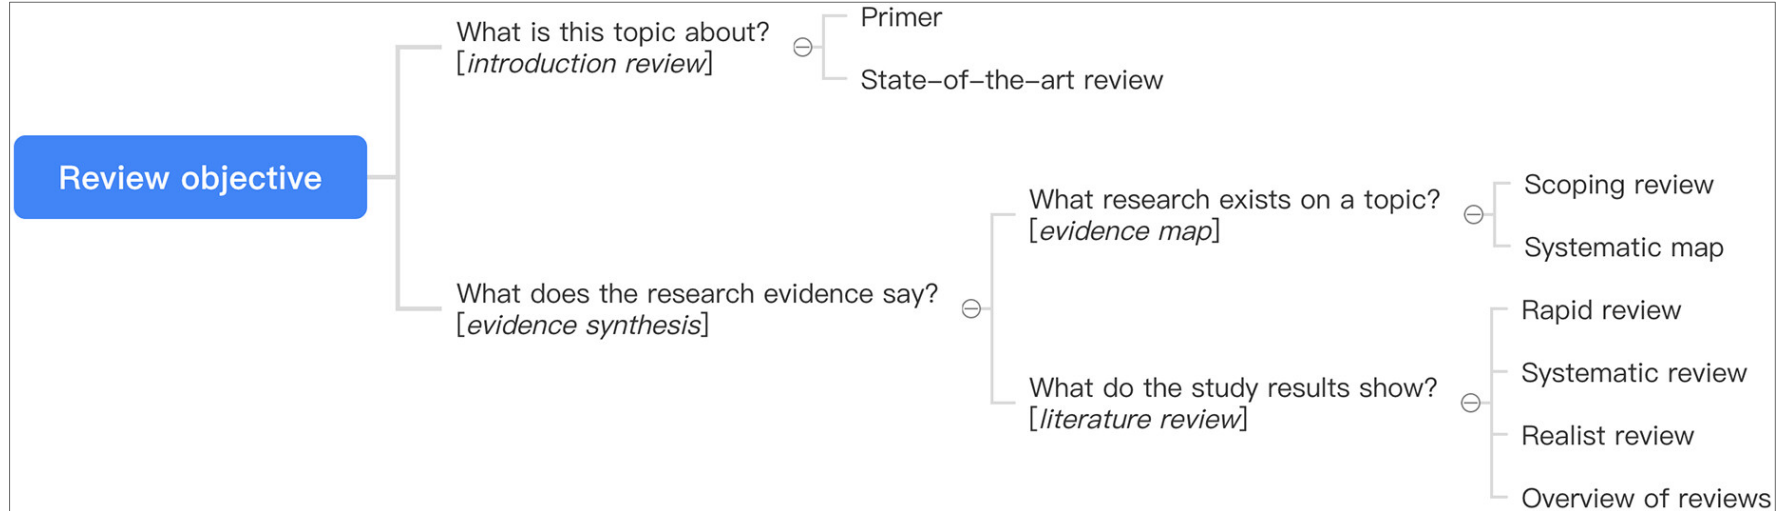 Review objective
What is this topic about?
[introduction review]
Primer
State–of–the–art review
What does the research evidence say?
[evidence synthesis]
What research exists on a topic?
[evidence map]
Scoping review
Systematic map
What do the study results show?
[literature review]
Rapid review
Systematic review
Realist review
Overview of reviews